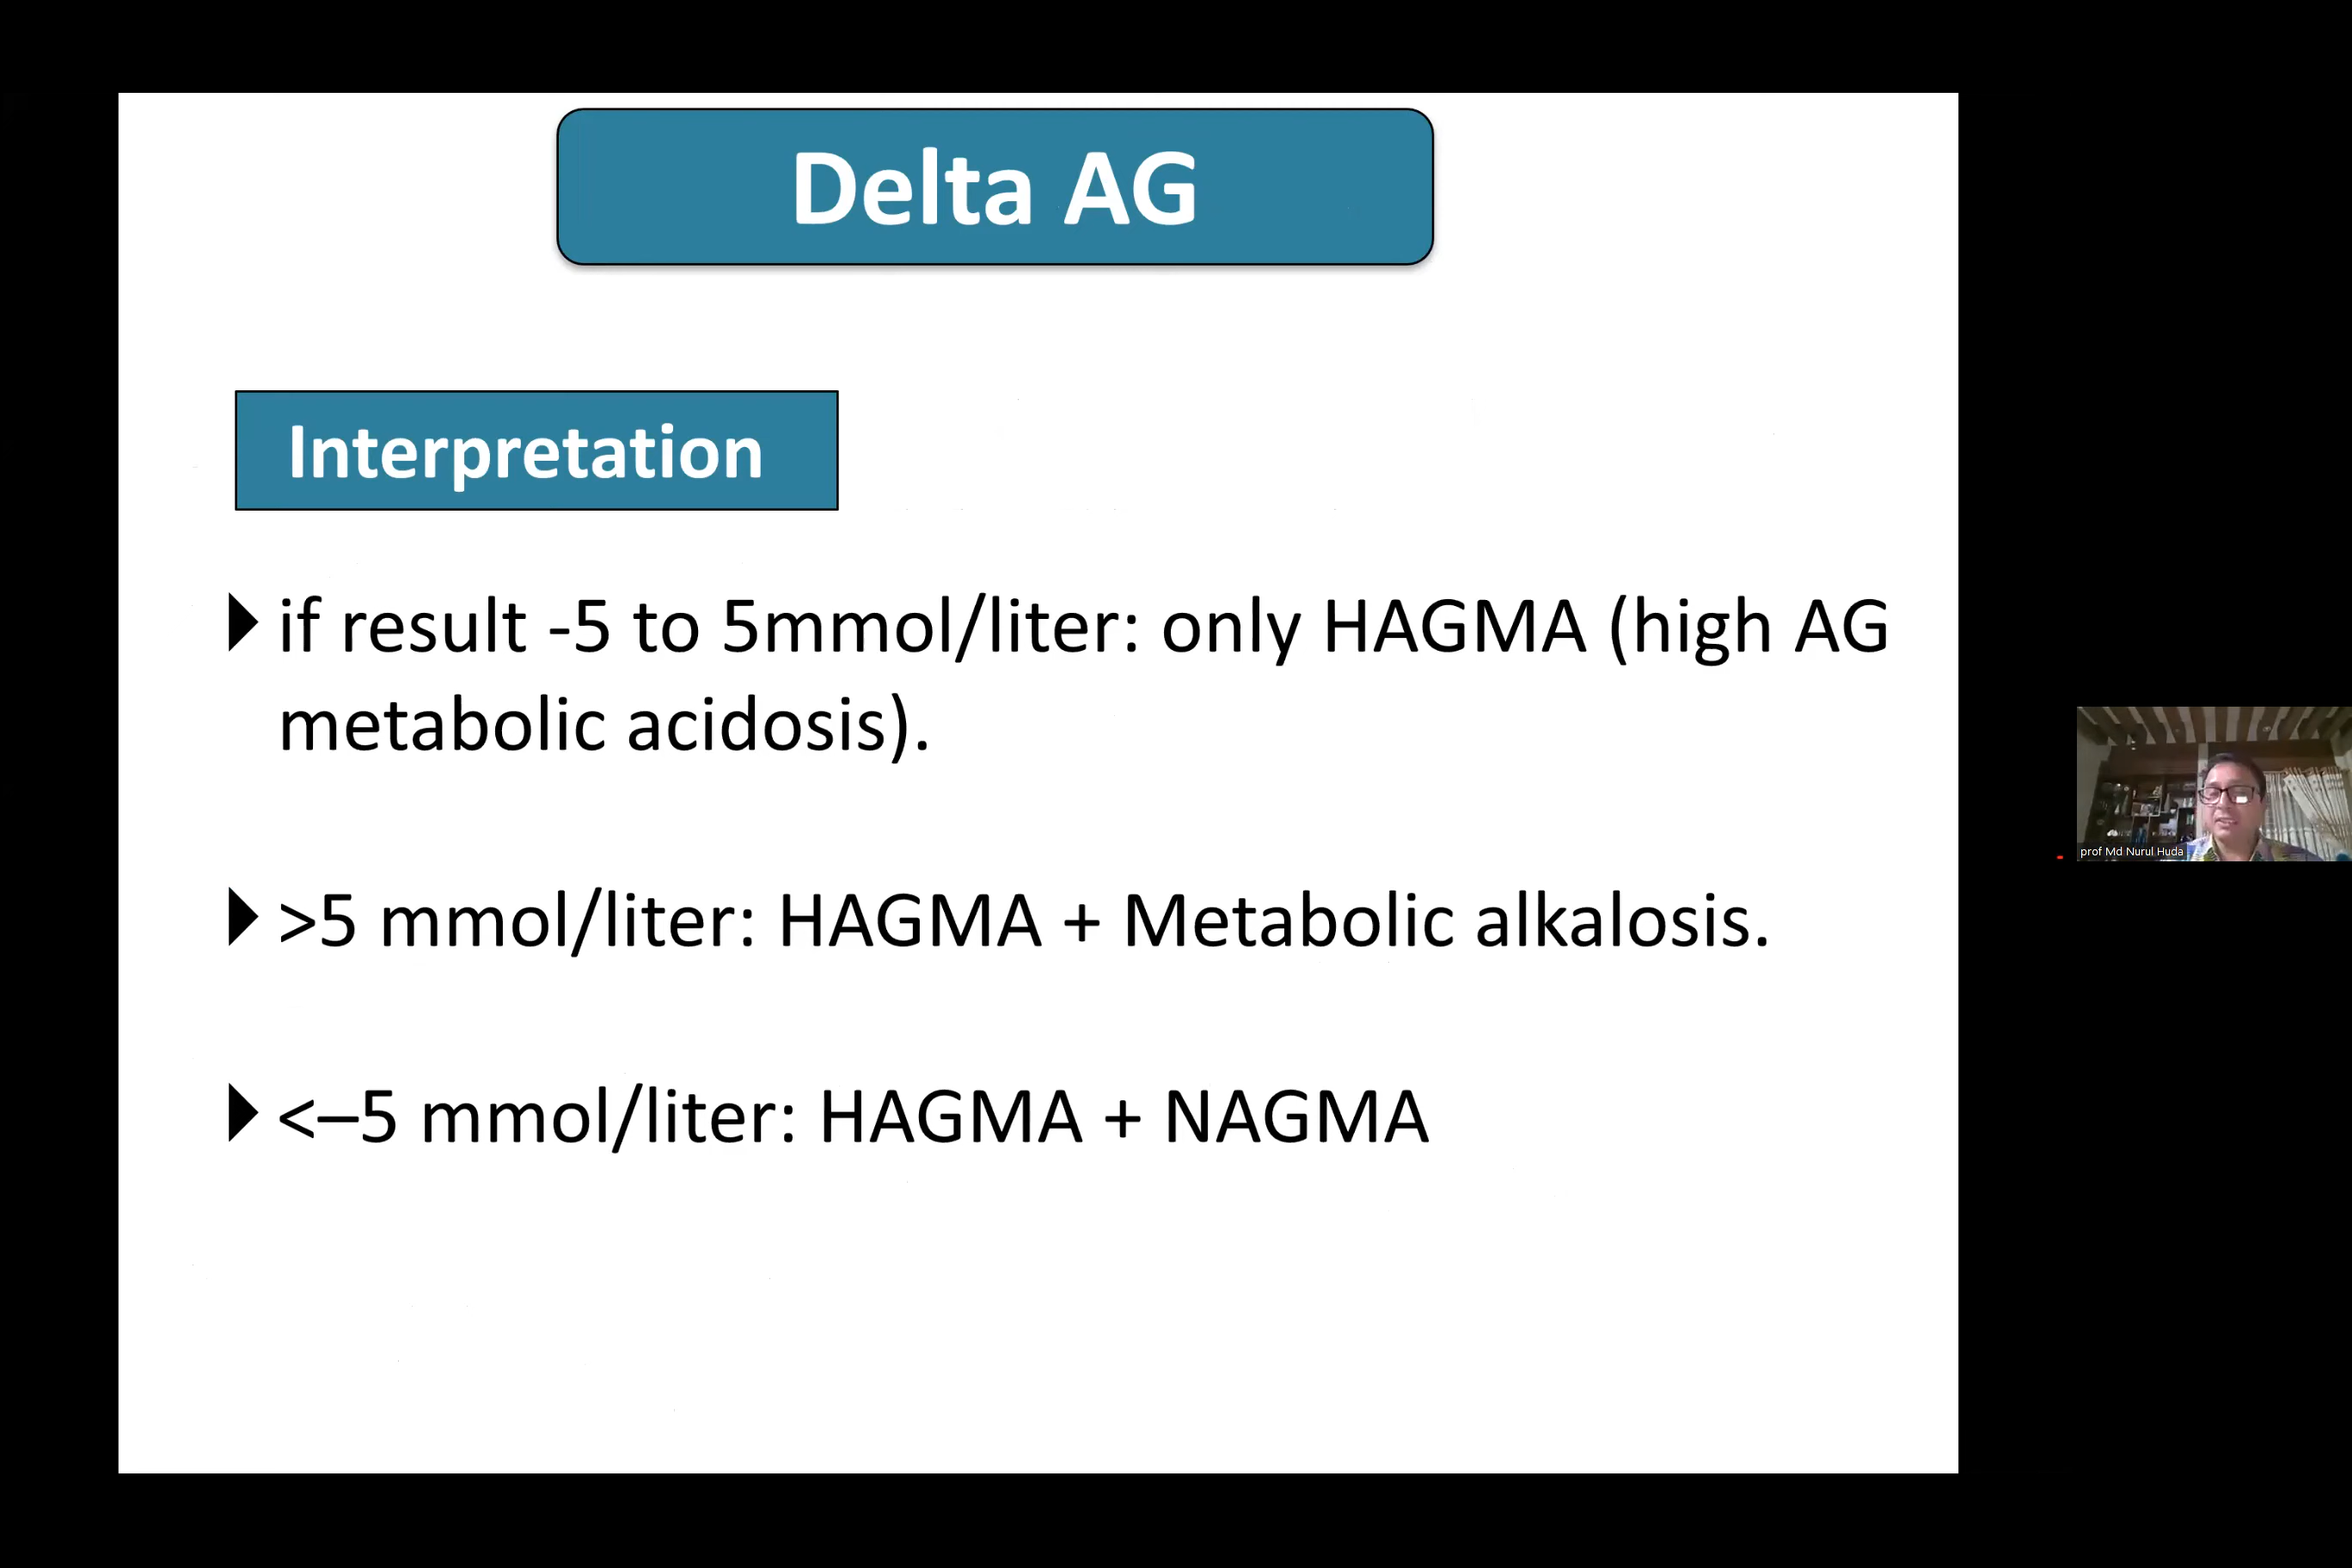 Delta AG
Interpretation
if result -5 to 5mmol/liter: only HAGMA (high AG
metabolic acidosis).
>5 mmol/liter: HAGMA + Metabolic alkalosis.
<–5 mmol/liter: HAGMA + NAGMA
prof Md Nurul Huda